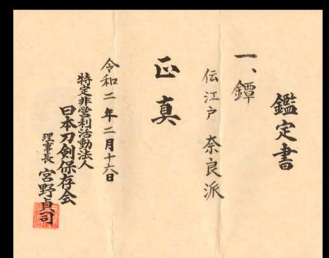 鑑定書
一、鐔
伝江戸 奈良派
正真
令和二年二月十六日
特定非営利活動法人
日本刀剣保存会
理事長 宮野貞司